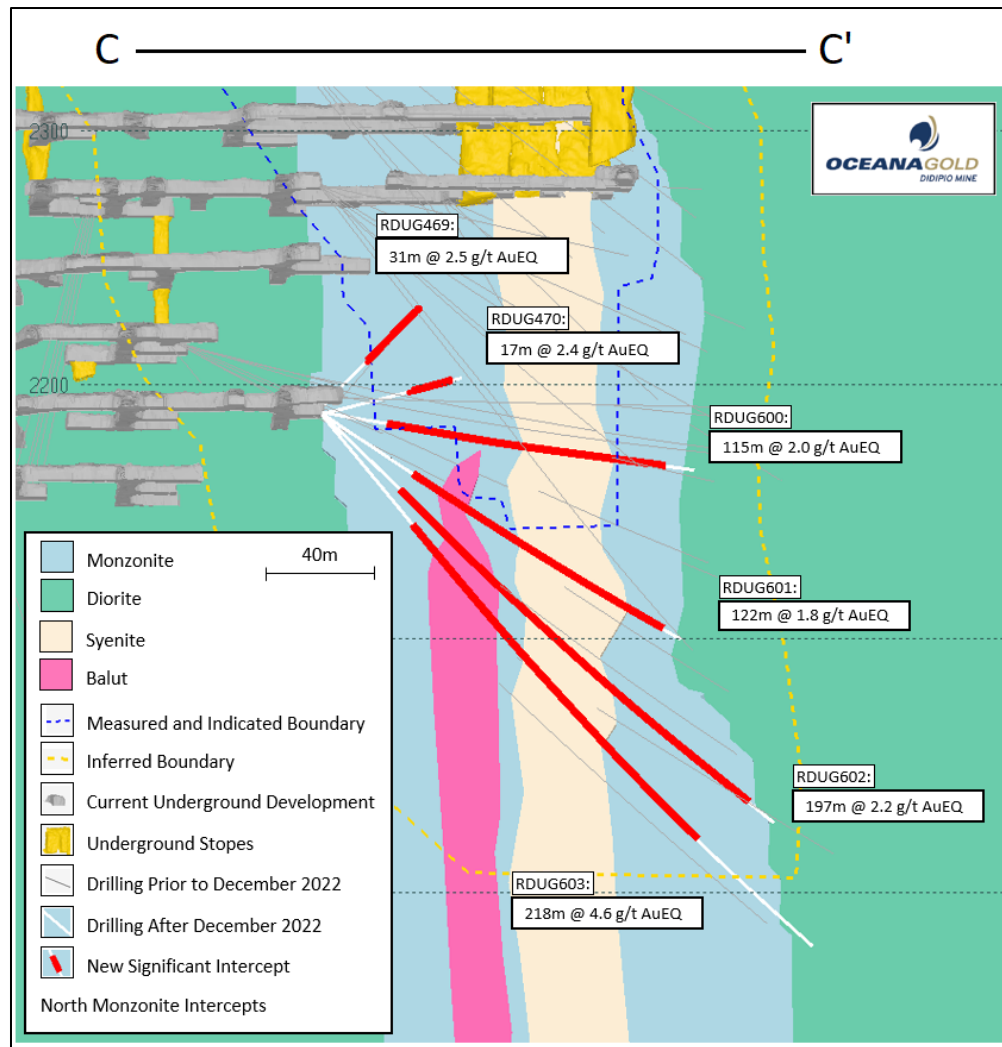 C
C'
2300
OCEANAGOLD
DIDIPIO MINE
RDUG469:
31m @ 2.5 g/t AuEQ
RDUG470:
17m @ 2.4 g/t AuEQ
2200
RDUG600:
115m @ 2.0 g/t AuEQ
RDUG601:
122m @ 1.8 g/t AuEQ
RDUG602:
197m @ 2.2 g/t AuEQ
RDUG603:
218m @ 4.6 g/t AuEQ
40m
Monzonite
Diorite
Syenite
Balut
Measured and Indicated Boundary
Inferred Boundary
Current Underground Development
Underground Stopes
Drilling Prior to December 2022
Drilling After December 2022
New Significant Intercept
North Monzonite Intercepts